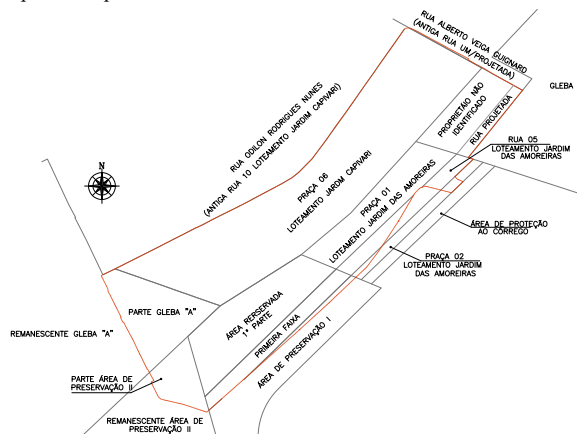 RUA ALBERTO VEIGA GUIGNARD
(ANTIGA RUA UM/PROJETADA)
GLEBA
RUA ODILON RODRIGUES NUNES
(ANTIGA RUA 10 LOTEAMENTO JARDIM CAPIVARI)
PROPRIETÁIO NÃO
IDENTIFICADO
RUA PROJETADA
RUA 05
LOTEAMENTO JARDIM
DAS AMOREIRAS
N
PRAÇA 06
LOTEAMENTO JARDIM CAPIVARI
PRAÇA 01
LOTEAMENTO JARDIM DAS AMOREIRAS
ÁREA DE PROTEÇÃO
AO CÓRREGO
PRAÇA 02
LOTEAMENTO JARDIM
DAS AMOREIRAS
PARTE GLEBA "A"
REMANESCENTE GLEBA "A"
ÁREA RERSERVADA
1ª PARTE
PRIMEIRA FAIXA
ÁREA DE PRESERVAÇÃO I
PARTE ÁREA DE
PRESERVAÇÃO II
REMANESCENTE ÁREA DE
PRESERVAÇÃO II